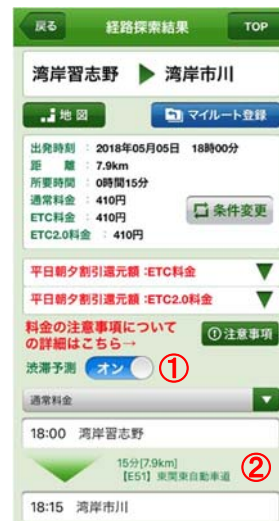 戻る 経路探索結果 TOP
湾岸習志野 ▶ 湾岸市川
地図 マイルート登録
出発時刻 : 2018年05月05日 18時00分
距 離 : 7.9km
所要時間 : 0時間15分
通常料金 : 410円
ETC料金 : 410円
ETC2.0料金 : 410円
条件変更
平日朝夕割引還元額 :ETC料金 ▼
平日朝夕割引還元額 :ETC2.0料金 ▼
料金の注意事項について
の詳細はこちら→
①注意事項
渋滞予測 オン ①
通常料金 ▼
18:00 湾岸習志野
15分[7.9km]
【E51】東関東自動車道 ②
18:15 湾岸市川